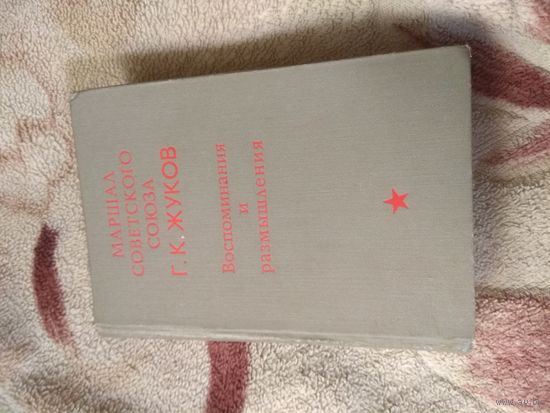 МАРШАЛ
СОВЕТСКОГО
СОЮЗА
Г. К. ЖУКОВ
Воспоминания
и
размышления